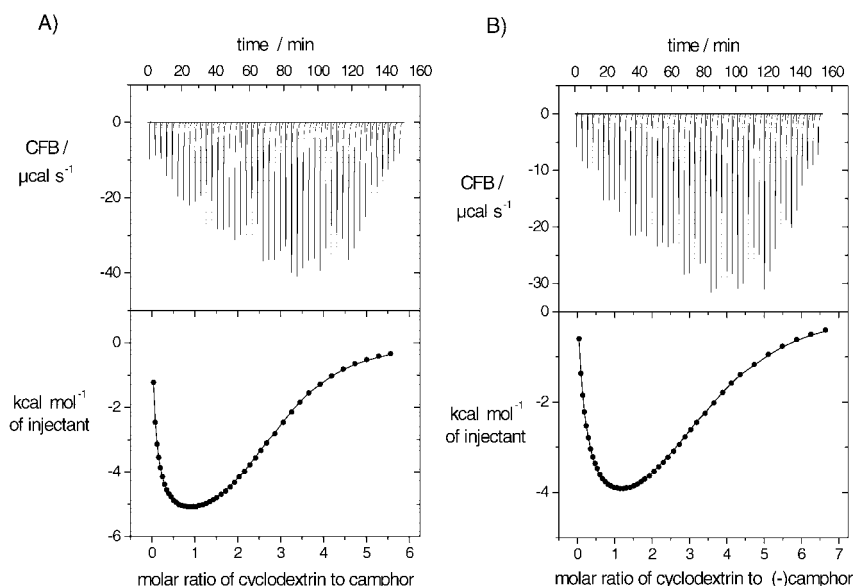 A)
time / min
0 20 40 60 80 100 120 140 160
0
CFB /
µcal s⁻¹
-20
-40
0
kcal mol⁻¹
of injectant
-2
-4
-6
0 1 2 3 4 5 6
molar ratio of cyclodextrin to camphor
B)
time / min
0 20 40 60 80 100 120 140 160
0
-10
CFB /
µcal s⁻¹
-20
-30
0
kcal mol⁻¹
of injectant
-2
-4
0 1 2 3 4 5 6 7
molar ratio of cyclodextrin to (-)camphor